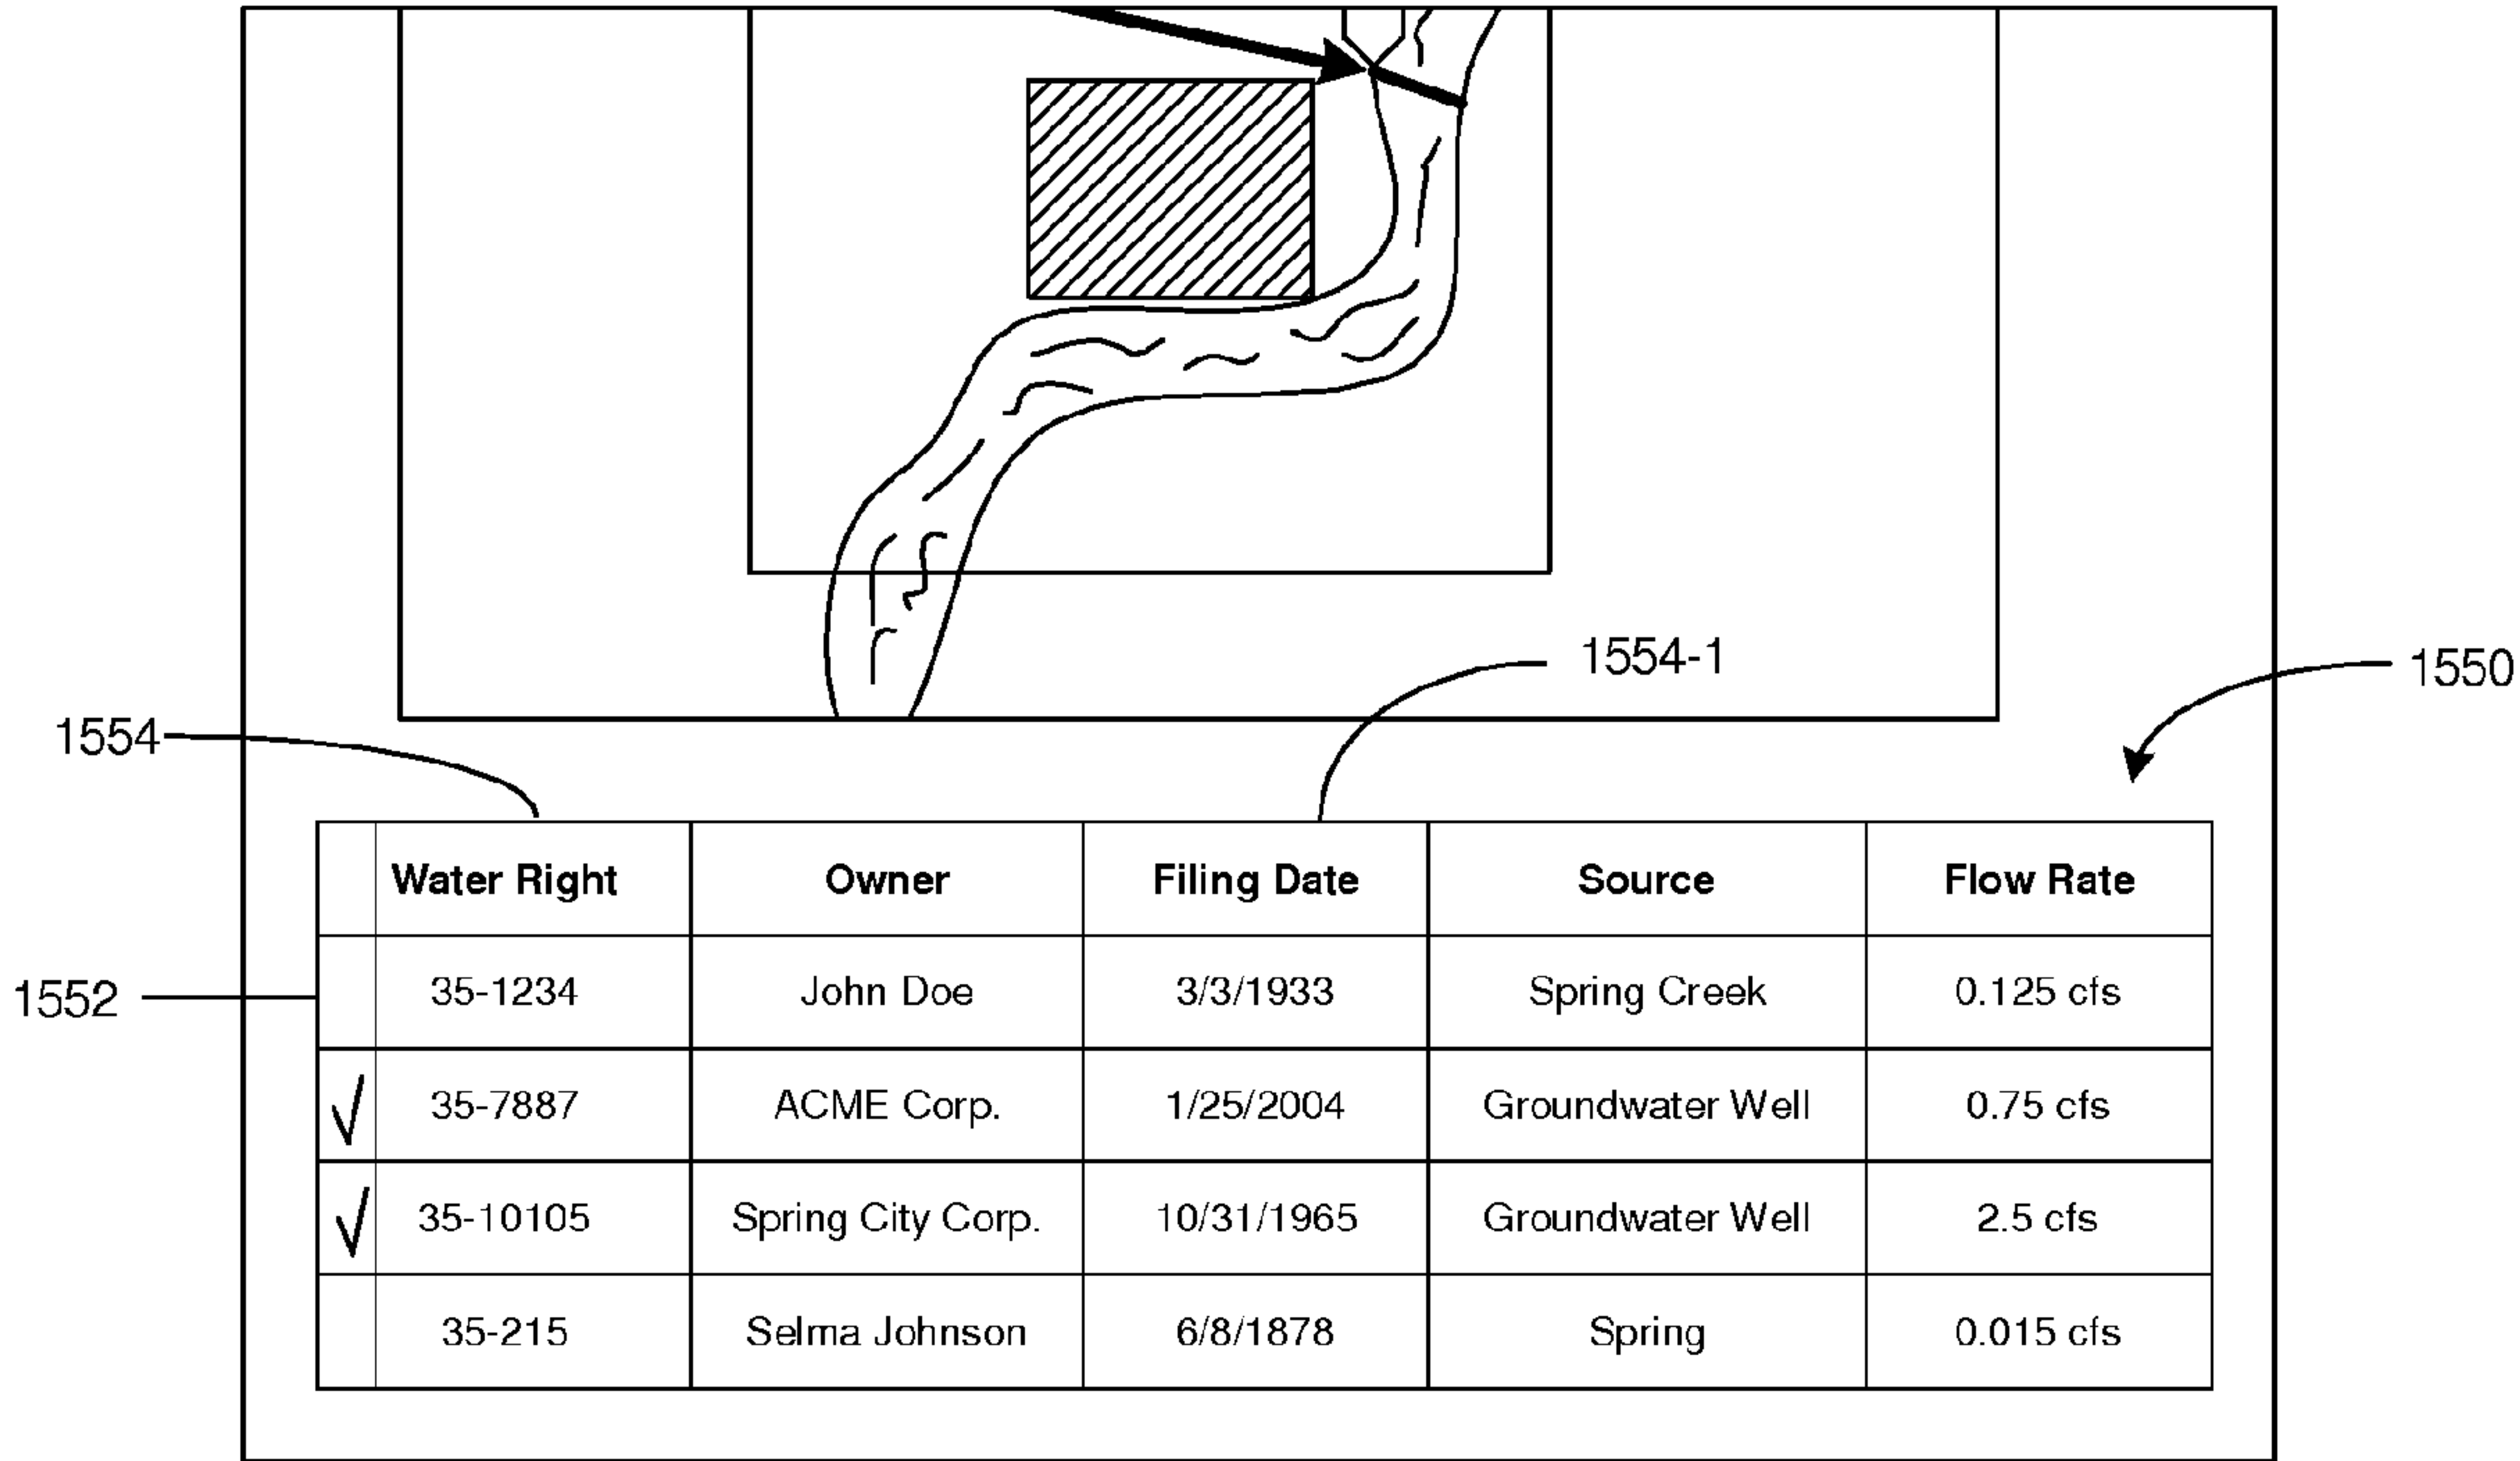 1554-1
1550
1554
Water Right Owner Filing Date Source Flow Rate
1552
35-1234 John Doe 3/3/1933 Spring Creek 0.125 cfs
√ 35-7887 ACME Corp. 1/25/2004 Groundwater Well 0.75 cfs
√ 35-10105 Spring City Corp. 10/31/1965 Groundwater Well 2.5 cfs
35-215 Selma Johnson 6/8/1878 Spring 0.015 cfs